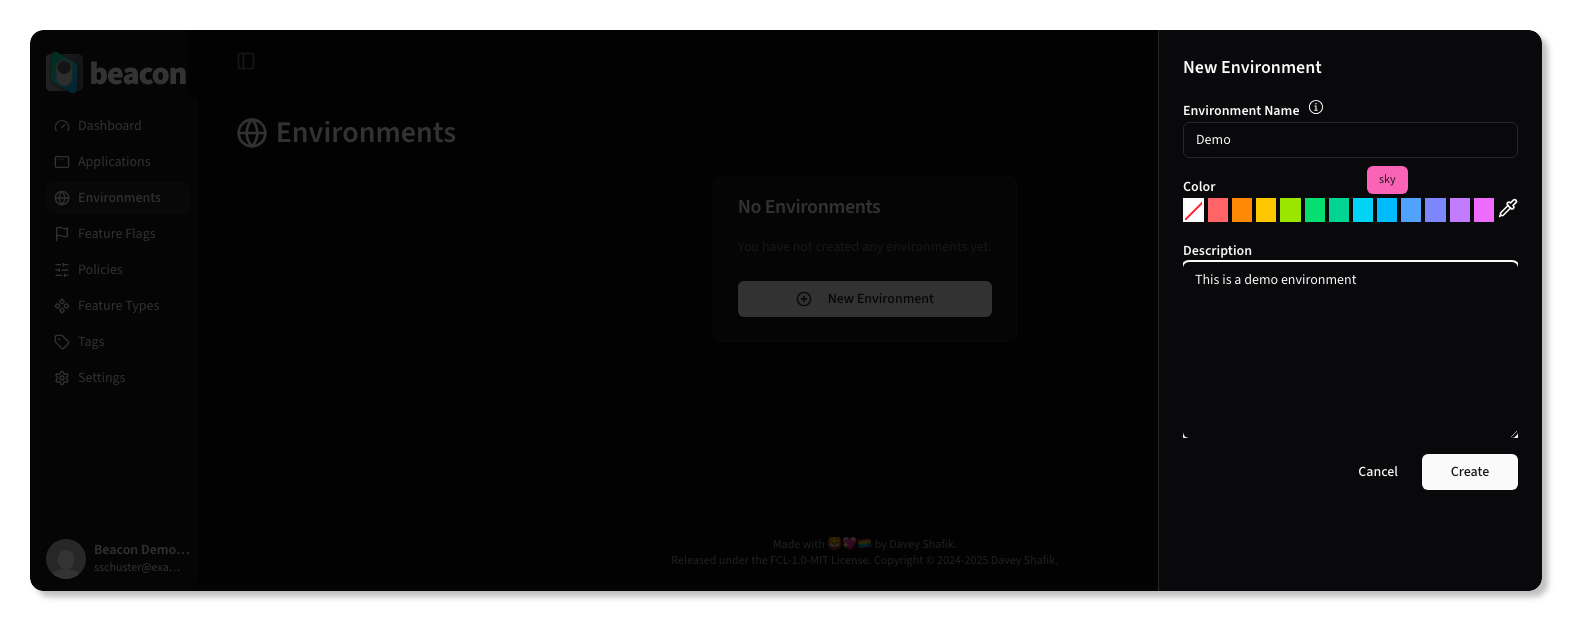 beacon
Dashboard
Applications
Environments
Feature Flags
Policies
Feature Types
Tags
Settings
Beacon Demo...
sschuster@exa...
Environments
No Environments
You have not created any environments yet.
New Environment
Made with 🦁💖🏳️‍🌈 by Davey Shafik.
Released under the FCL-1.0-MIT License. Copyright © 2024-2025 Davey Shafik.
New Environment
Environment Name
Demo
sky
Color
Description
This is a demo environment
Cancel
Create